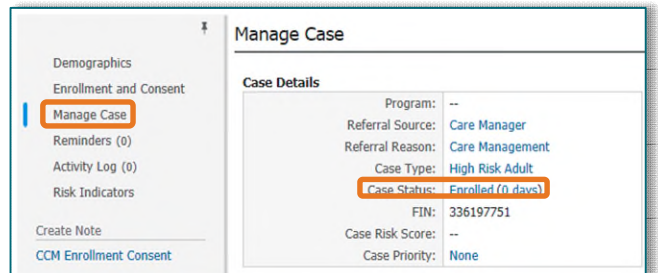 Demographics
Enrollment and Consent
Manage Case
Reminders (0)
Activity Log (0)
Risk Indicators
Create Note
CCM Enrollment Consent
Manage Case
Case Details
Program: --
Referral Source: Care Manager
Referral Reason: Care Management
Case Type: High Risk Adult
Case Status: Enrolled (0 days)
FIN: 336197751
Case Risk Score: --
Case Priority: None